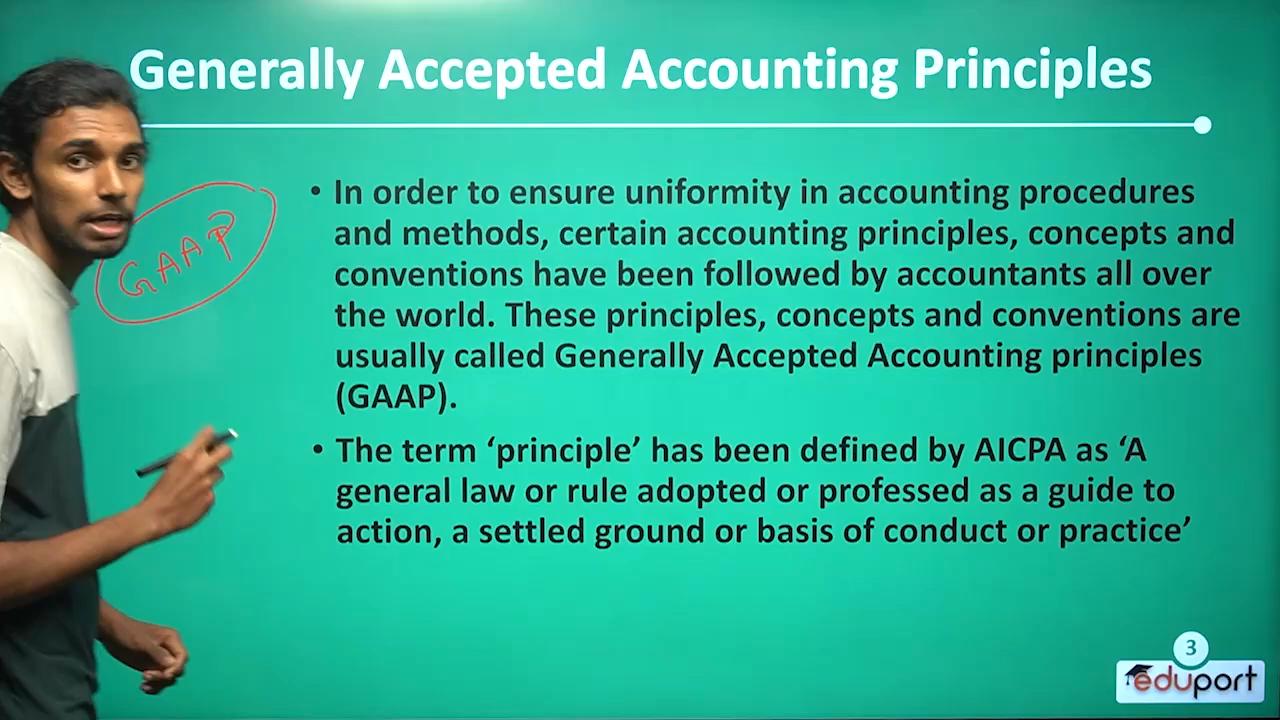 Generally Accepted Accounting Principles
GAAP
• In order to ensure uniformity in accounting procedures
and methods, certain accounting principles, concepts and
conventions have been followed by accountants all over
the world. These principles, concepts and conventions are
usually called Generally Accepted Accounting principles
(GAAP).
• The term ‘principle’ has been defined by AICPA as ‘A
general law or rule adopted or professed as a guide to
action, a settled ground or basis of conduct or practice’
3
eduport